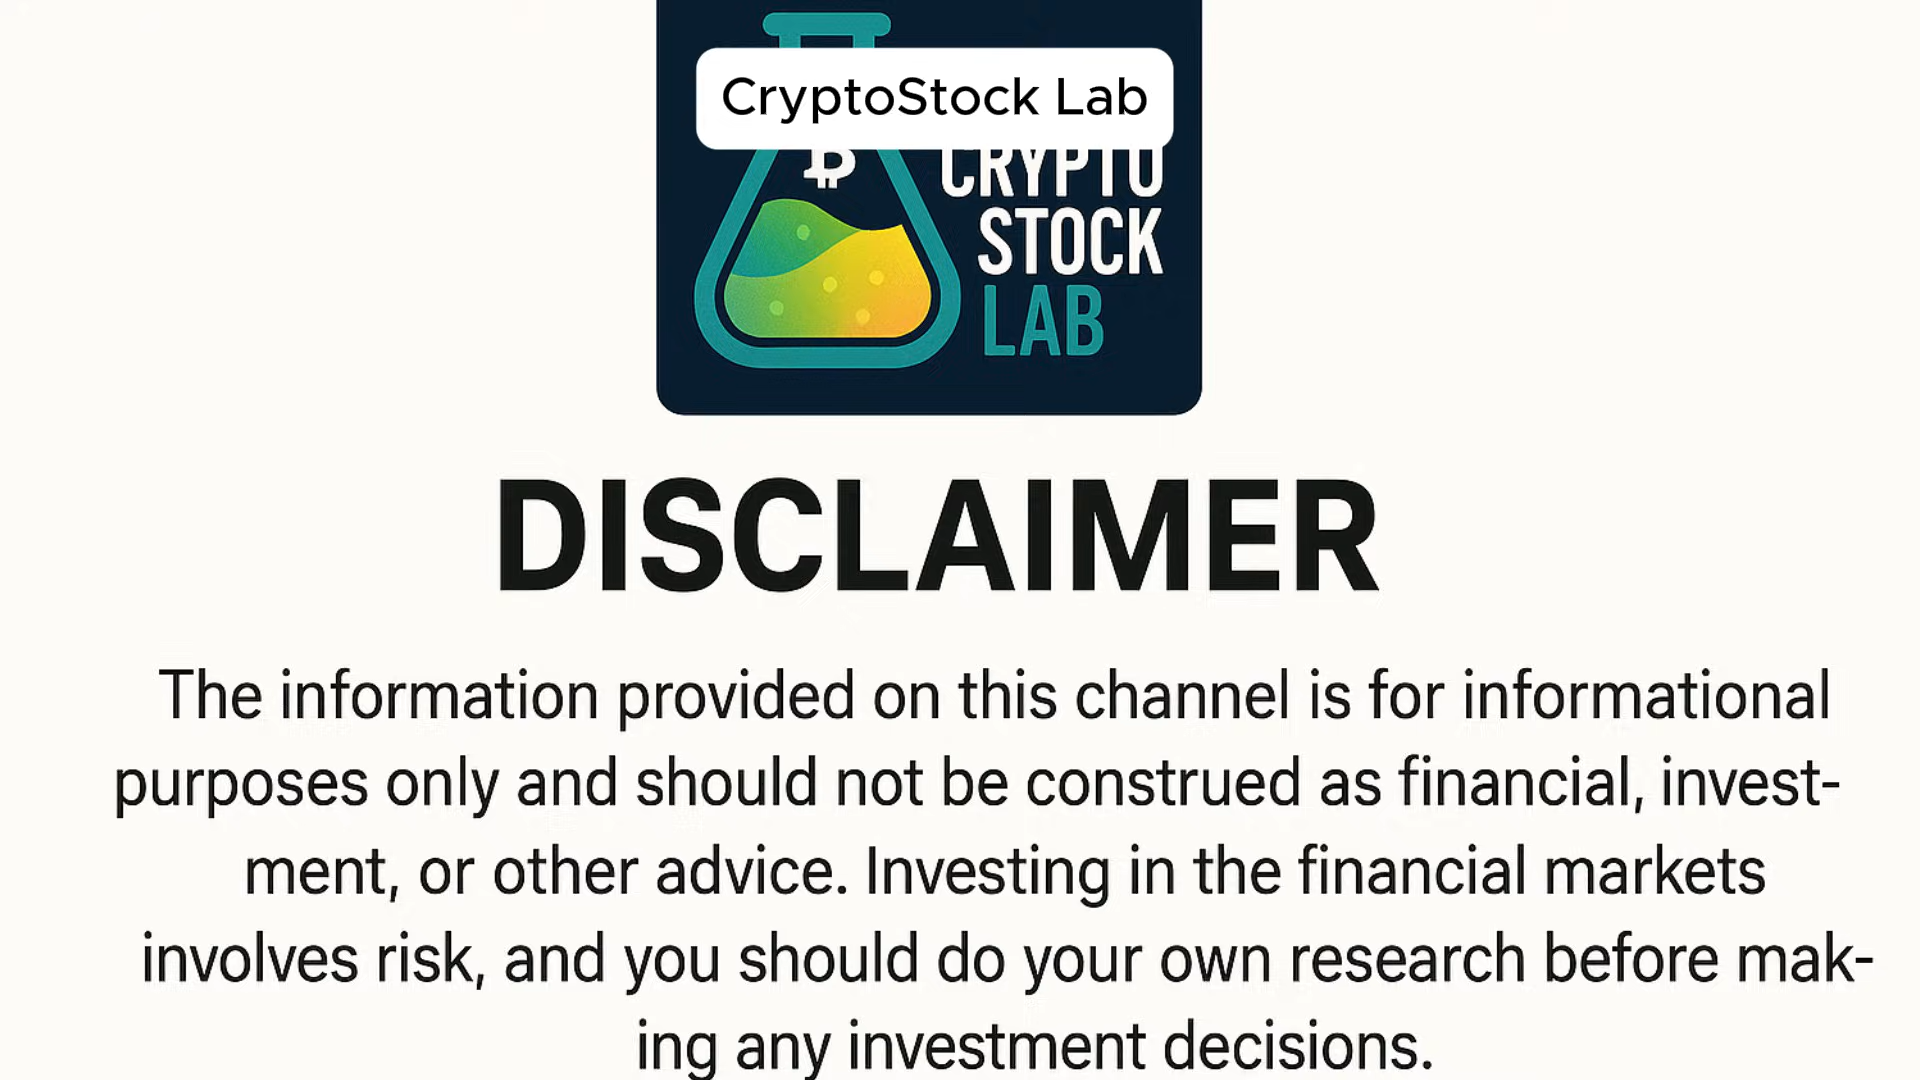 CryptoStock Lab
₿
CRYPTO
STOCK
LAB
DISCLAIMER
The information provided on this channel is for informational
purposes only and should not be construed as financial, invest-
ment, or other advice. Investing in the financial markets
involves risk, and you should do your own research before mak-
ing any investment decisions.